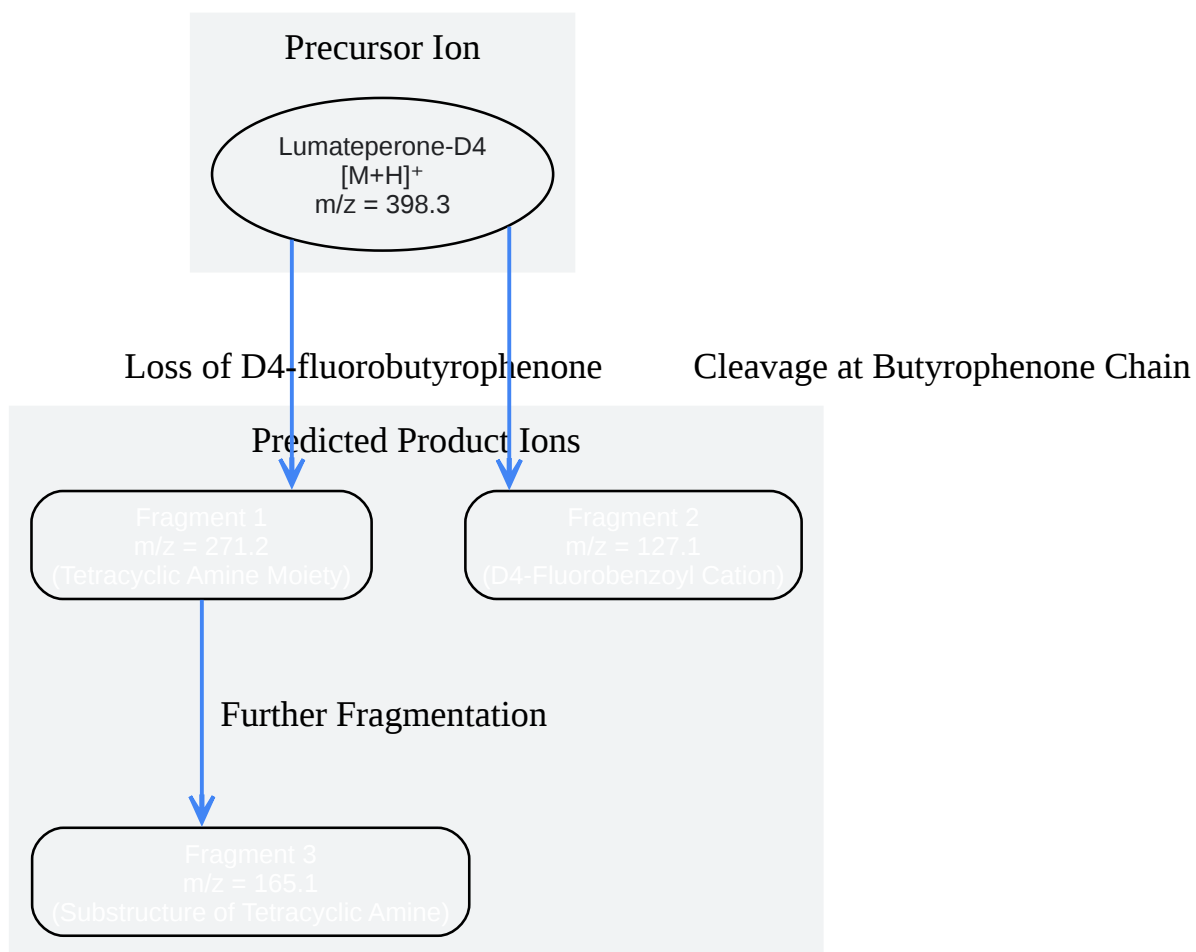 Precursor Ion
Lumateperone-D4
[M+H]⁺
m/z = 398.3
Loss of D4-fluorobutyrophenone
Cleavage at Butyrophenone Chain
Predicted Product Ions
Fragment 1
m/z = 271.2
(Tetracyclic Amine Moiety)
Fragment 2
m/z = 127.1
(D4-Fluorobenzoyl Cation)
Further Fragmentation
Fragment 3
m/z = 165.1
(Substructure of Tetracyclic Amine)